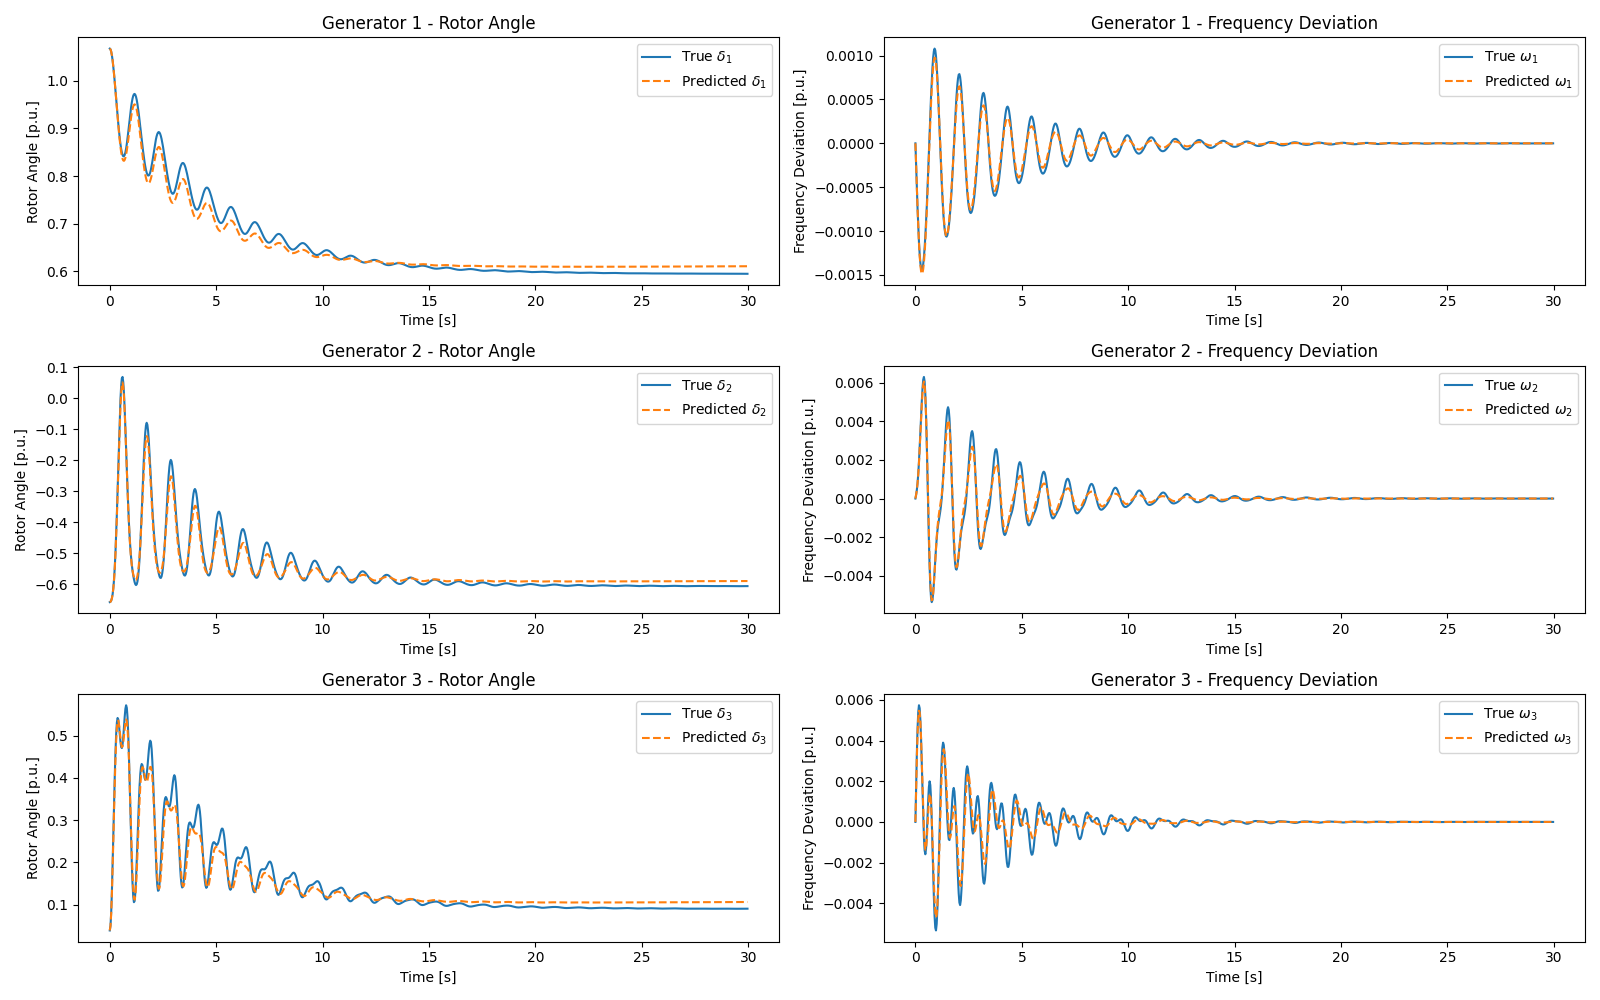 Generator 1 - Rotor Angle
Rotor Angle [p.u.]
1.0
0.9
0.8
0.7
0.6
True δ1
Predicted δ1
0 5 10 15 20 25 30
Time [s]
Generator 1 - Frequency Deviation
Frequency Deviation [p.u.]
0.0010
0.0005
0.0000
−0.0005
−0.0010
−0.0015
True ω1
Predicted ω1
0 5 10 15 20 25 30
Time [s]
Generator 2 - Rotor Angle
Rotor Angle [p.u.]
0.1
0.0
−0.1
−0.2
−0.3
−0.4
−0.5
−0.6
True δ2
Predicted δ2
0 5 10 15 20 25 30
Time [s]
Generator 2 - Frequency Deviation
Frequency Deviation [p.u.]
0.006
0.004
0.002
0.000
−0.002
−0.004
True ω2
Predicted ω2
0 5 10 15 20 25 30
Time [s]
Generator 3 - Rotor Angle
Rotor Angle [p.u.]
0.5
0.4
0.3
0.2
0.1
True δ3
Predicted δ3
0 5 10 15 20 25 30
Time [s]
Generator 3 - Frequency Deviation
Frequency Deviation [p.u.]
0.006
0.004
0.002
0.000
−0.002
−0.004
True ω3
Predicted ω3
0 5 10 15 20 25 30
Time [s]